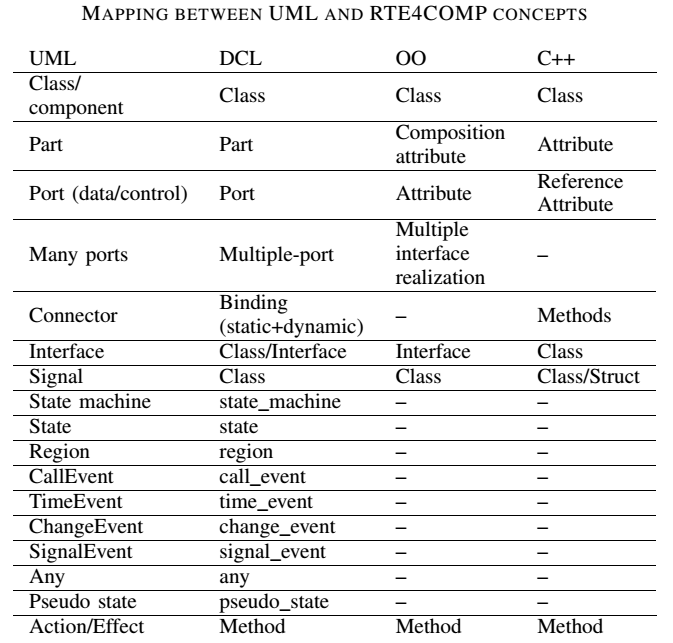 MAPPING BETWEEN UML AND RTE4COMP CONCEPTS
UML DCL OO C++
Class/
component Class Class Class
Part Part Composition
attribute Attribute
Port (data/control) Port Attribute Reference
Attribute
Many ports Multiple-port Multiple
interface
realization –
Connector Binding
(static+dynamic) – Methods
Interface Class/Interface Interface Class
Signal Class Class Class/Struct
State machine state_machine – –
State state – –
Region region – –
CallEvent call_event – –
TimeEvent time_event – –
ChangeEvent change_event – –
SignalEvent signal_event – –
Any any – –
Pseudo state pseudo_state – –
Action/Effect Method Method Method